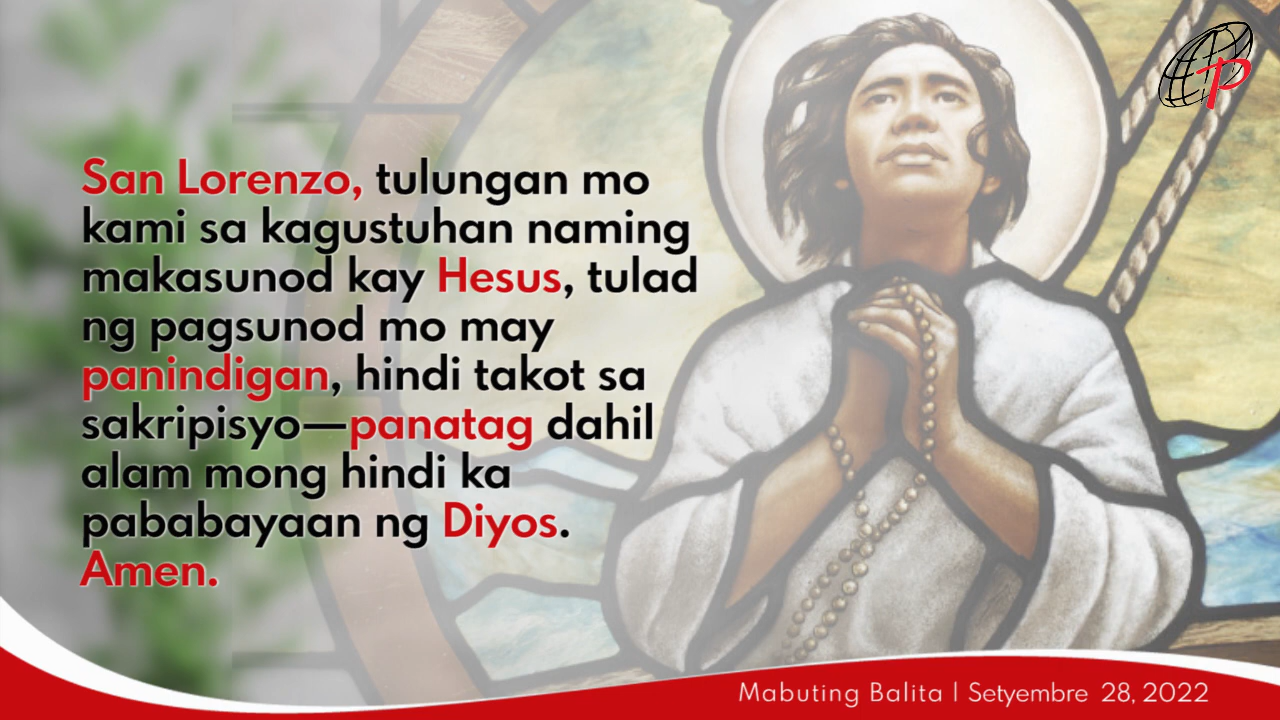 San Lorenzo, tulungan mo
kami sa kagustuhan naming
makasunod kay Hesus, tulad
ng pagsunod mo may
panindigan, hindi takot sa
sakripisyo—panatag dahil
alam mong hindi ka
pababayaan ng Diyos.
Amen.
P
Mabuting Balita | Setyembre 28, 2022